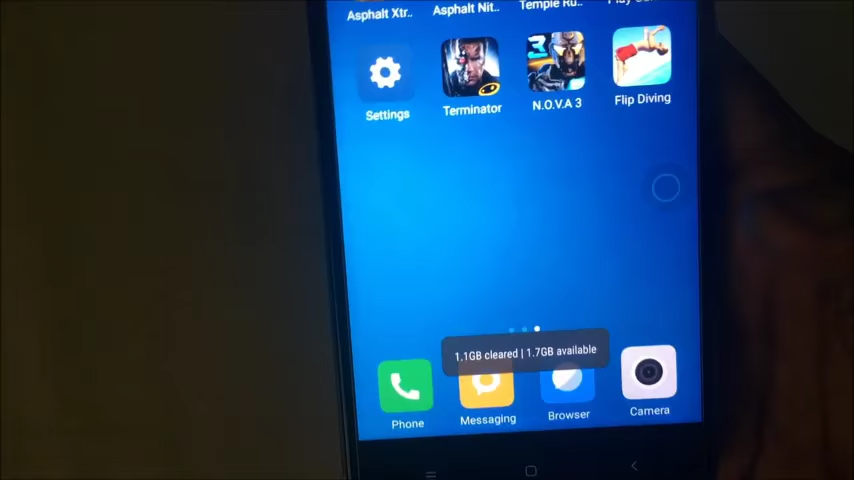 Asphalt Xtr..
Asphalt Nit..
Temple Ru..
Settings
Terminator
N.O.V.A 3
Flip Diving
1.1GB cleared | 1.7GB available
Phone
Messaging
Browser
Camera